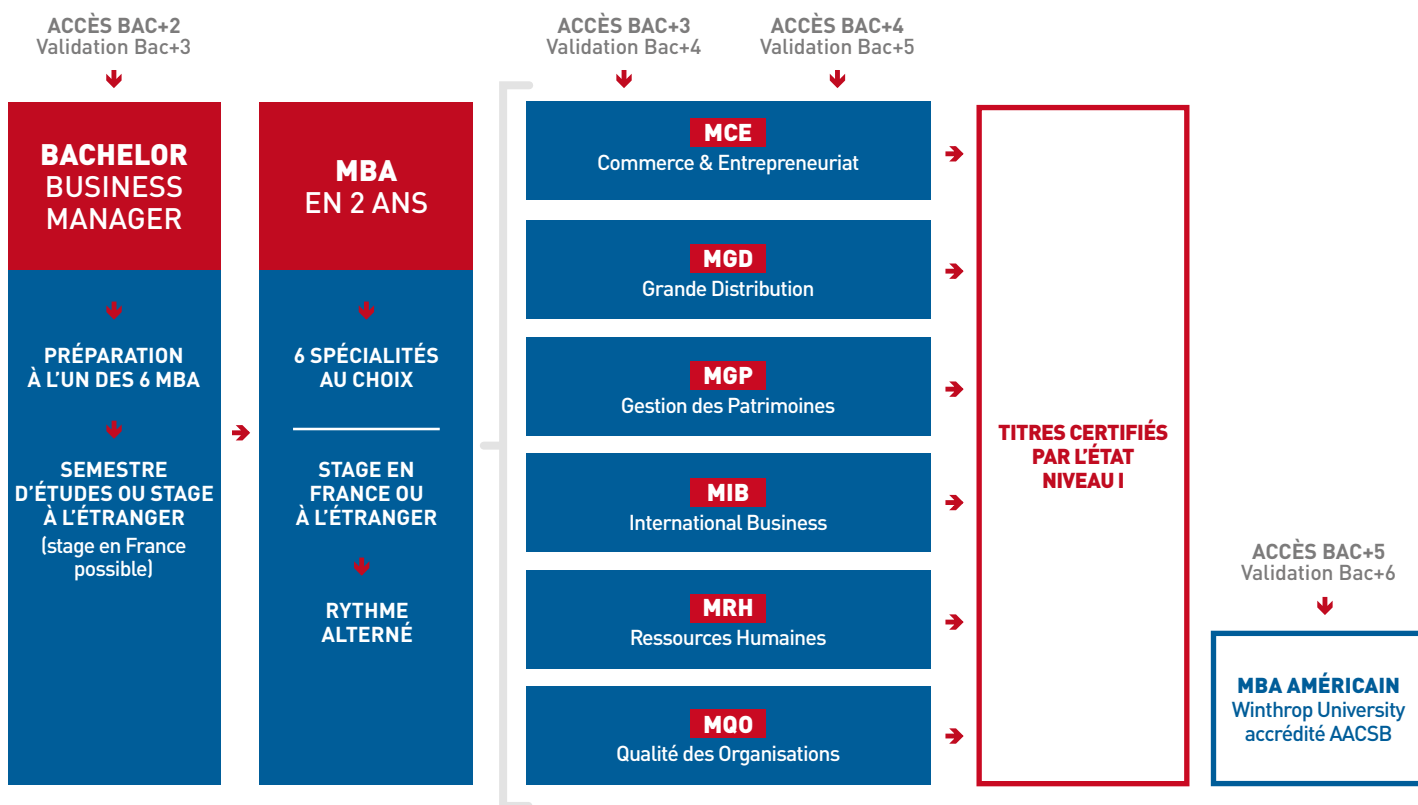 ACCÈS BAC+2
Validation Bac+3
BACHELOR
BUSINESS
MANAGER
PRÉPARATION
À L'UN DES 6 MBA
SEMESTRE
D'ÉTUDES OU STAGE
À L'ÉTRANGER
(stage en France
possible)
MBA
EN 2 ANS
6 SPÉCIALITÉS
AU CHOIX
STAGE EN
FRANCE OU
À L'ÉTRANGER
RYTHME
ALTERNÉ
ACCÈS BAC+3
Validation Bac+4
ACCÈS BAC+4
Validation Bac+5
MCE
Commerce & Entrepreneuriat
MGD
Grande Distribution
MGP
Gestion des Patrimoines
MIB
International Business
MRH
Ressources Humaines
MQO
Qualité des Organisations
TITRES CERTIFIÉS
PAR L'ÉTAT
NIVEAU I
ACCÈS BAC+5
Validation Bac+6
MBA AMÉRICAIN
Winthrop University
accrédité AACSB